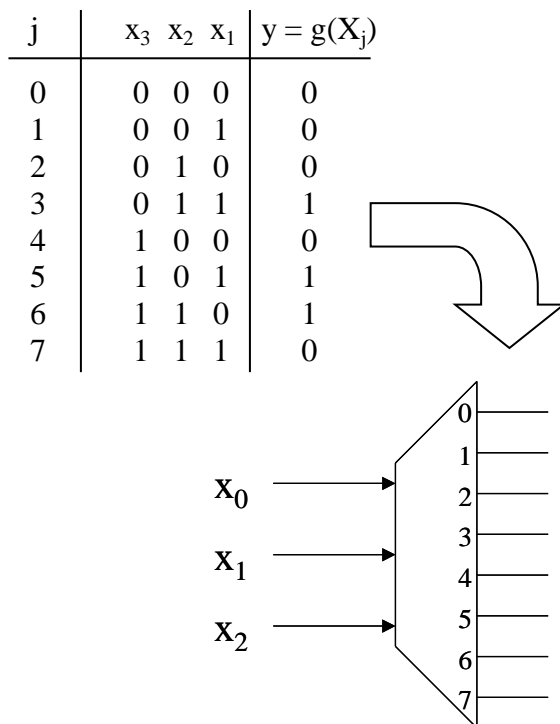 j x₃ x₂ x₁ y = g(Xⱼ)
0 0 0 0 0
1 0 0 1 0
2 0 1 0 0
3 0 1 1 1
4 1 0 0 0
5 1 0 1 1
6 1 1 0 1
7 1 1 1 0
0
1
x₀
2
3
x₁
4
5
x₂
6
7